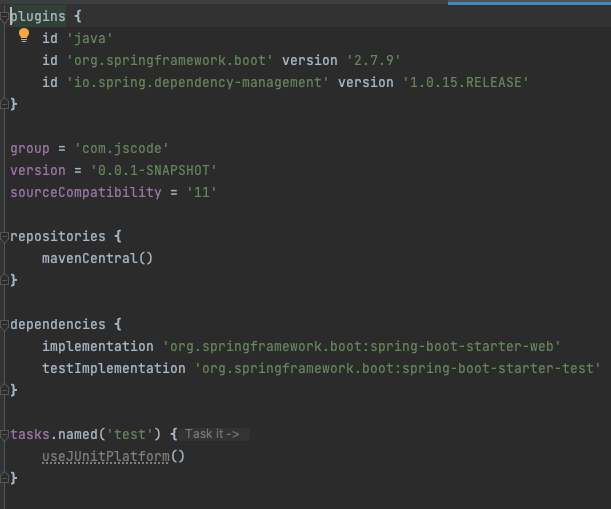 plugins {
id 'java'
id 'org.springframework.boot' version '2.7.9'
id 'io.spring.dependency-management' version '1.0.15.RELEASE'
}
group = 'com.jscode'
version = '0.0.1-SNAPSHOT'
sourceCompatibility = '11'
repositories {
mavenCentral()
}
dependencies {
implementation 'org.springframework.boot:spring-boot-starter-web'
testImplementation 'org.springframework.boot:spring-boot-starter-test'
}
tasks.named('test') { Task it ->
useJUnitPlatform()
}